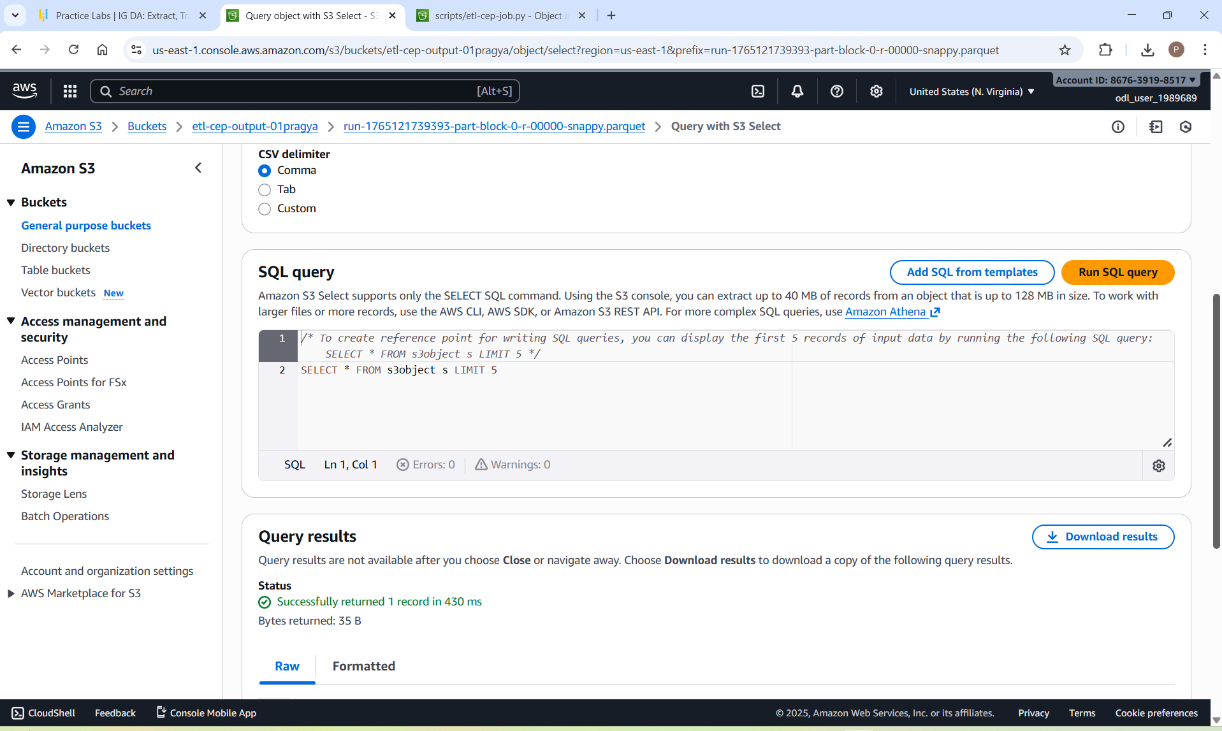 Practice Labs | IG DA: Extract, Tr
Query object with S3 Select - S3
scripts/etl-cep-job.py - Object i
us-east-1.console.aws.amazon.com/s3/buckets/etl-cep-output-01pragya/object/select?region=us-east-1&prefix=run-1765121739393-part-block-0-r-00000-snappy.parquet
P
aws
Search
[Alt+S]
United States (N. Virginia) ▼
Account ID: 8676-3919-8517 ▼
odl_user_1989689
Amazon S3 > Buckets > etl-cep-output-01pragya > run-1765121739393-part-block-0-r-00000-snappy.parquet > Query with S3 Select
Amazon S3
Buckets
General purpose buckets
Directory buckets
Table buckets
Vector buckets New
Access management and
security
Access Points
Access Points for FSx
Access Grants
IAM Access Analyzer
Storage management and
insights
Storage Lens
Batch Operations
Account and organization settings
AWS Marketplace for S3
CSV delimiter
Comma
Tab
Custom
SQL query
Add SQL from templates
Run SQL query
Amazon S3 Select supports only the SELECT SQL command. Using the S3 console, you can extract up to 40 MB of records from an object that is up to 128 MB in size. To work with
larger files or more records, use the AWS CLI, AWS SDK, or Amazon S3 REST API. For more complex SQL queries, use Amazon Athena
1 /* To create reference point for writing SQL queries, you can display the first 5 records of input data by running the following SQL query:
SELECT * FROM s3object s LIMIT 5 */
2 SELECT * FROM s3object s LIMIT 5
SQL Ln 1, Col 1 Errors: 0 Warnings: 0
Query results
Download results
Query results are not available after you choose Close or navigate away. Choose Download results to download a copy of the following query results.
Status
Successfully returned 1 record in 430 ms
Bytes returned: 35 B
Raw Formatted
CloudShell Feedback Console Mobile App © 2025, Amazon Web Services, Inc. or its affiliates. Privacy Terms Cookie preferences